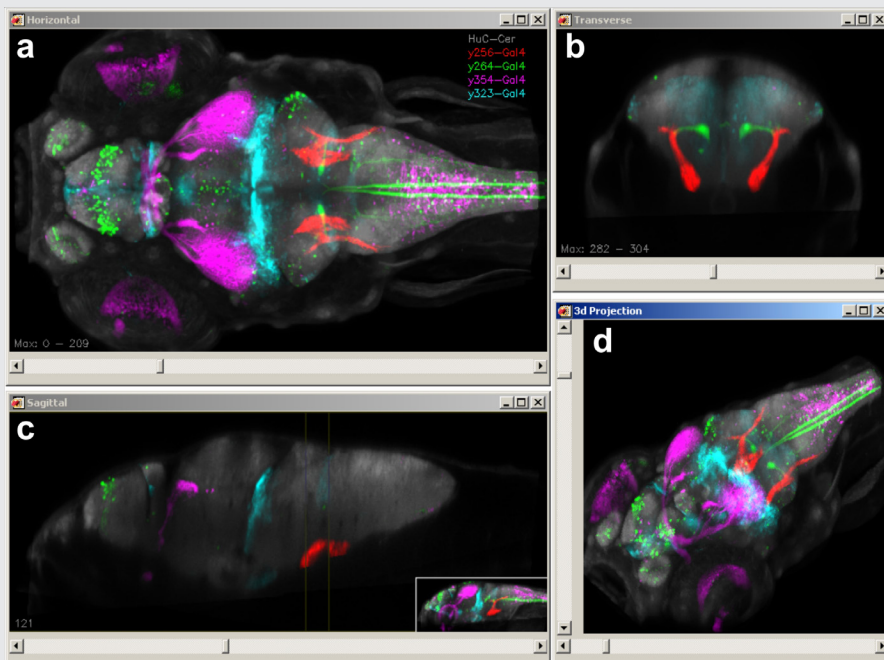 Horizontal
a
HuC-Cer
y256-Gal4
y264-Gal4
y354-Gal4
y323-Gal4
Max: 0 - 209
Transverse
b
Max: 282 - 304
Sagittal
c
121
3d Projection
d